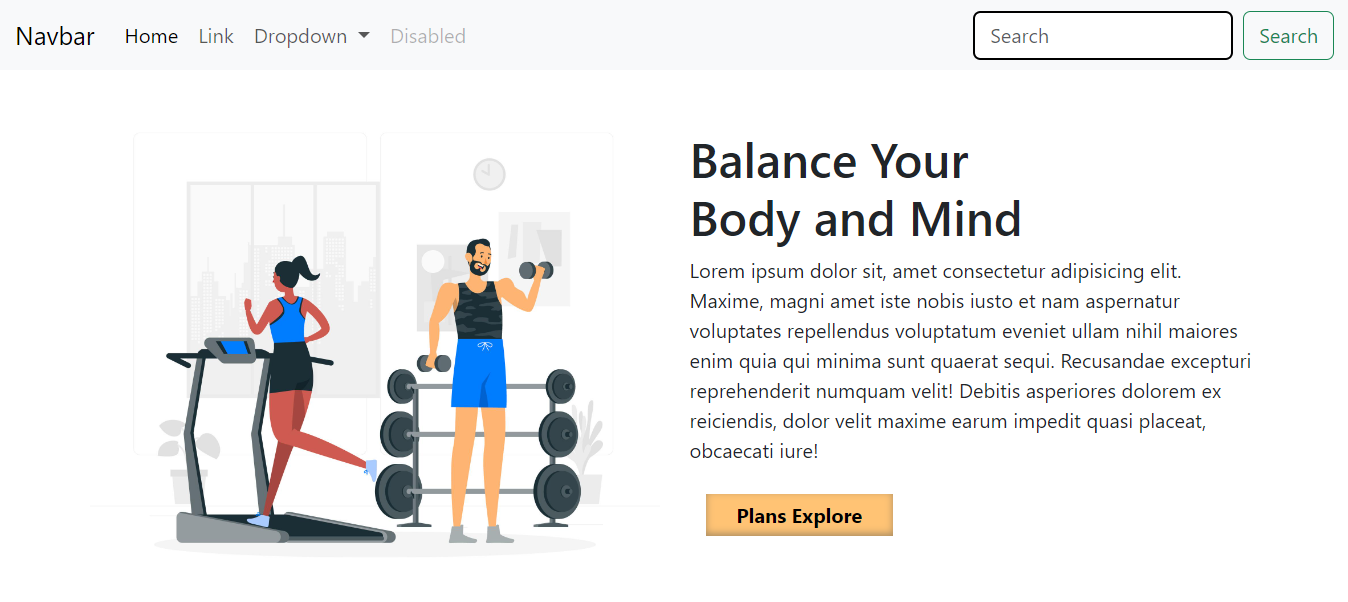 Navbar Home Link Dropdown Disabled Search Search
Balance Your
Body and Mind
Lorem ipsum dolor sit, amet consectetur adipisicing elit.
Maxime, magni amet iste nobis iusto et nam aspernatur
voluptates repellendus voluptatum eveniet ullam nihil maiores
enim quia qui minima sunt quaerat sequi. Recusandae excepturi
reprehenderit numquam velit! Debitis asperiores dolorem ex
reiciendis, dolor velit maxime earum impedit quasi placeat,
obcaecati iure!
Plans Explore